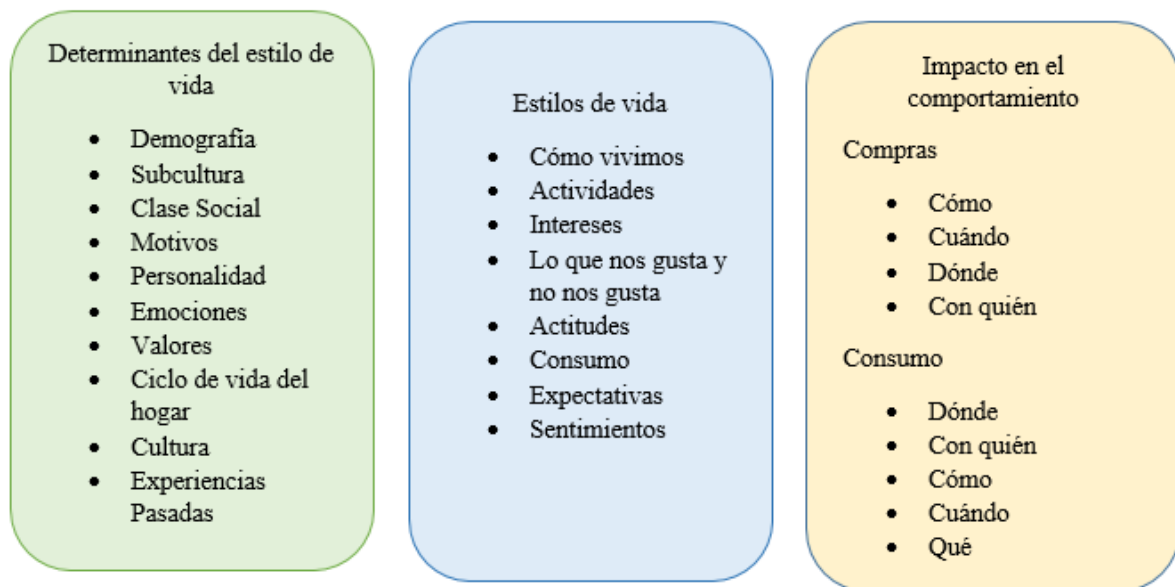 Determinantes del estilo de
vida
• Demografía
• Subcultura
• Clase Social
• Motivos
• Personalidad
• Emociones
• Valores
• Ciclo de vida del
hogar
• Cultura
• Experiencias
Pasadas
Estilos de vida
• Cómo vivimos
• Actividades
• Intereses
• Lo que nos gusta y
no nos gusta
• Actitudes
• Consumo
• Expectativas
• Sentimientos
Impacto en el
comportamiento
Compras
• Cómo
• Cuándo
• Dónde
• Con quién
Consumo
• Dónde
• Con quién
• Cómo
• Cuándo
• Qué